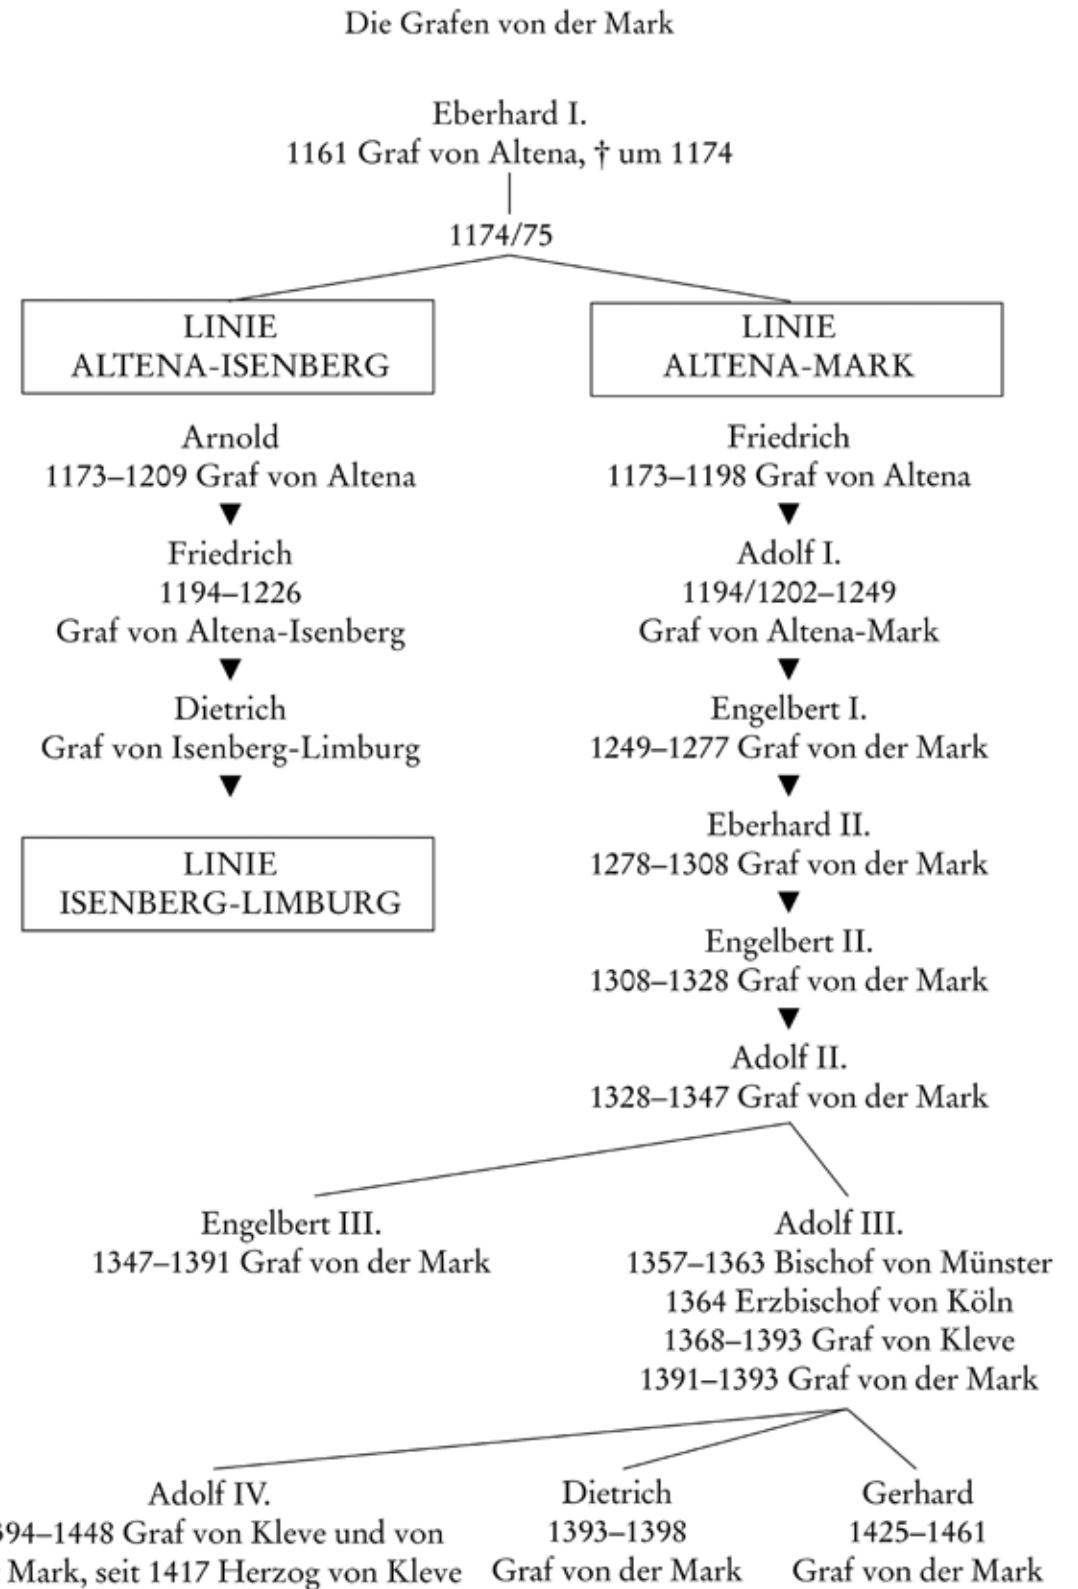 Die Grafen von der Mark
Eberhard I.
1161 Graf von Altena, † um 1174
1174/75
LINIE
ALTENA-ISENBERG
Arnold
1173–1209 Graf von Altena
Friedrich
1194–1226
Graf von Altena-Isenberg
Dietrich
Graf von Isenberg-Limburg
LINIE
ISENBERG-LIMBURG
LINIE
ALTENA-MARK
Friedrich
1173–1198 Graf von Altena
Adolf I.
1194/1202–1249
Graf von Altena-Mark
Engelbert I.
1249–1277 Graf von der Mark
Eberhard II.
1278–1308 Graf von der Mark
Engelbert II.
1308–1328 Graf von der Mark
Adolf II.
1328–1347 Graf von der Mark
Engelbert III.
1347–1391 Graf von der Mark
Adolf III.
1357–1363 Bischof von Münster
1364 Erzbischof von Köln
1368–1393 Graf von Kleve
1391–1393 Graf von der Mark
Adolf IV.
394–1448 Graf von Kleve und von
Mark, seit 1417 Herzog von Kleve
Dietrich
1393–1398
Graf von der Mark
Gerhard
1425–1461
Graf von der Mark